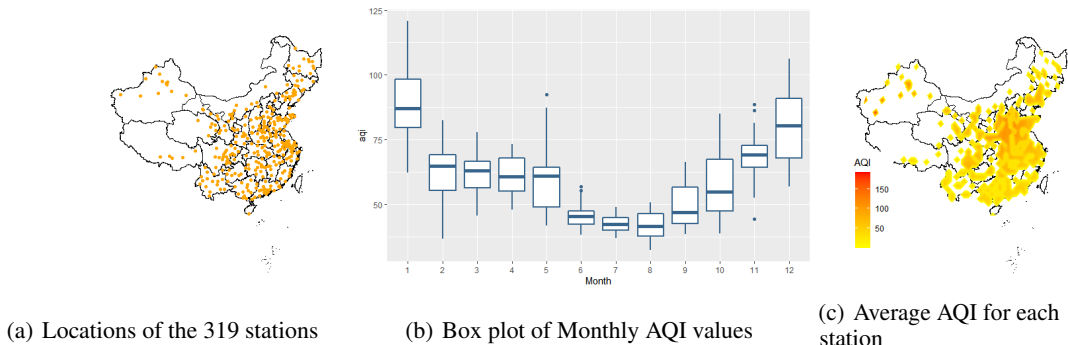 125
100
75
50
aqi
1 2 3 4 5 6 7 8 9 10 11 12
Month
AQI
150
100
50
(a) Locations of the 319 stations
(b) Box plot of Monthly AQI values
(c) Average AQI for each
station